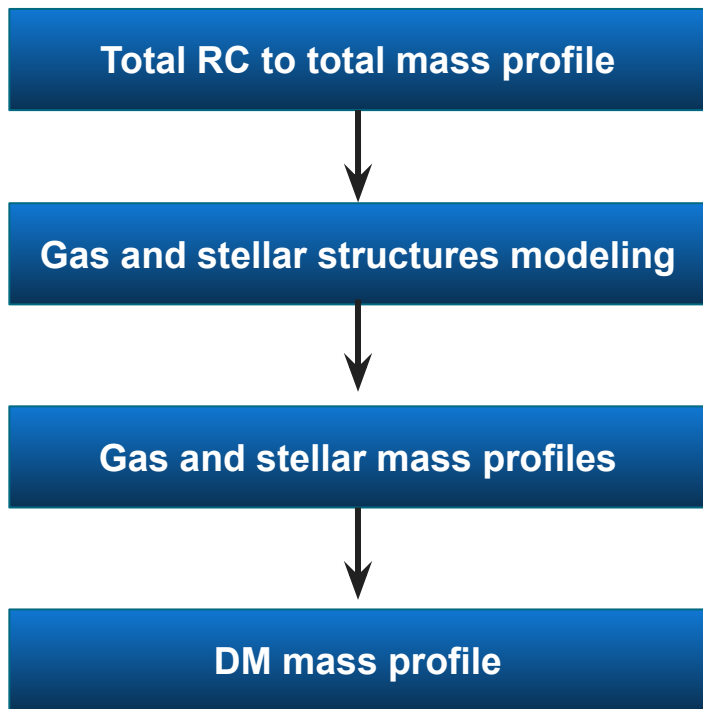 Total RC to total mass profile
Gas and stellar structures modeling
Gas and stellar mass profiles
DM mass profile